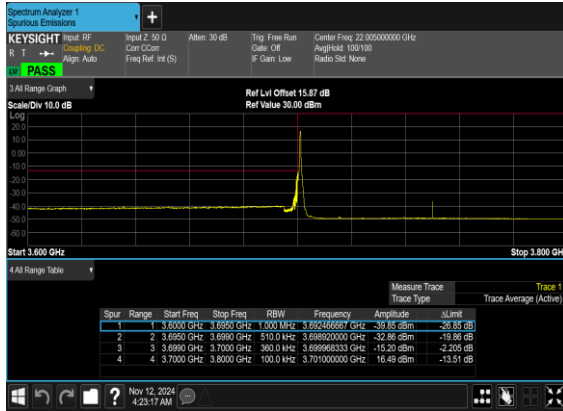 Spectrum Analyzer 1
Spurious Emissions
+
KEYSIGHT Input: RF Input Z: 50 Ω Atten: 30 dB Trig: Free Run Center Freq: 22.005000000 GHz
R T Coupling: DC Corr CCorr Gate: Off Avg|Hold: 100/100
Align: Auto Freq Ref: Int (S) IF Gain: Low Radio Std: None
PASS
3 All Range Graph Ref Lvl Offset 15.87 dB
Scale/Div 10.0 dB Ref Value 30.00 dBm
Log
20.0
10.0
0.00
-10.0
-20.0
-30.0
-40.0
-50.0
-60.0
Start 3.600 GHz Stop 3.800 GH
4 All Range Table
Measure Trace Trace 1
Trace Type Trace Average (Active)
Spur Range Start Freq Stop Freq RBW Frequency Amplitude ΔLimit
1 1 3.6000 GHz 3.6950 GHz 1.000 MHz 3.692466667 GHz -39.85 dBm -26.85 dB
2 2 3.6950 GHz 3.6990 GHz 510.0 kHz 3.698920000 GHz -32.86 dBm -19.86 dB
3 3 3.6990 GHz 3.7000 GHz 360.0 kHz 3.699968333 GHz -15.20 dBm -2.205 dB
4 4 3.7000 GHz 3.8000 GHz 100.0 kHz 3.701000000 GHz 16.49 dBm -13.51 dB
? Nov 12, 2024
4:23:17 AM